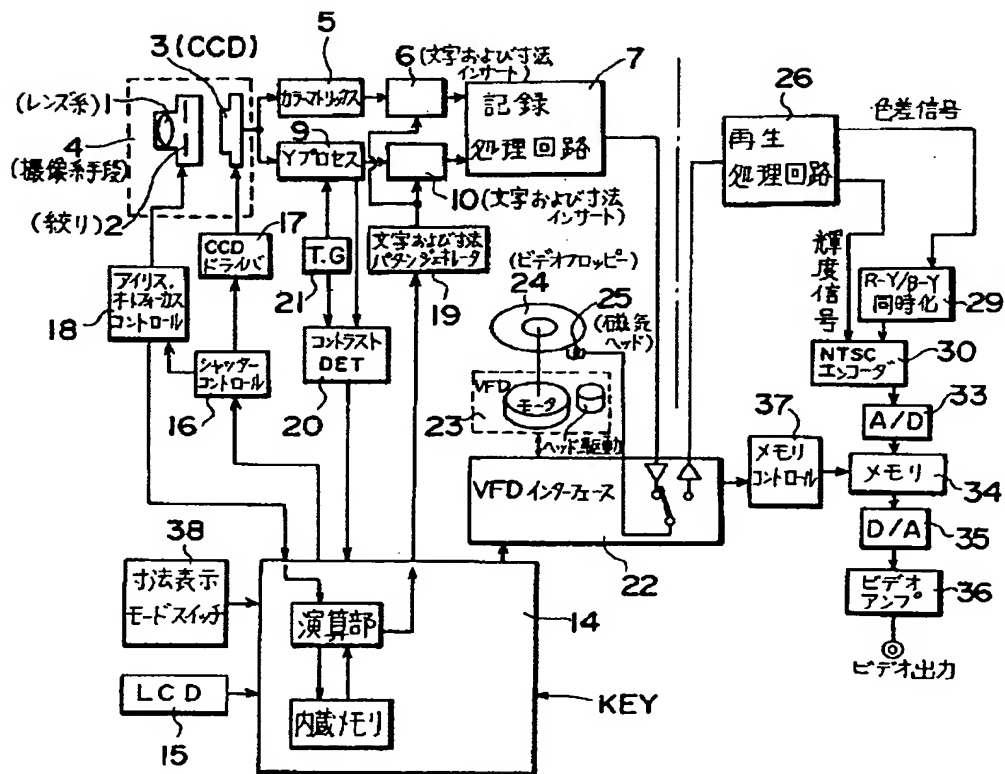 3 (CCD)
5
6 (文字および寸法
インサート)
7
26
色差信号
(レンズ系) 1
4
(撮像系手段)
(絞り) 2
カラーマトリックス
9
Yプロセス
記録
処理回路
10 (文字および寸法
インサート)
再生
処理回路
輝度信号
R-Y/B-Y
同時化
29
17
CCD
ドライバ
T.G
21
文字および寸法
パタンジェネレータ
19
(ビデオフロッピー)
24
25
(磁気
ヘッド)
アイリス、
オートフォーカス
コントロール
18
シャッター
コントロール
16
コントラスト
DET
20
VFD
モータ
23
ヘッド駆動
NTSC
エンコーダ
30
A/D
33
37
メモリ
コントロール
メモリ
34
VFDインターフェース
22
D/A
35
ビデオ
アンプ
36
ビデオ出力
38
寸法表示
モードスイッチ
演算部
14
内蔵メモリ
KEY
LCD
15